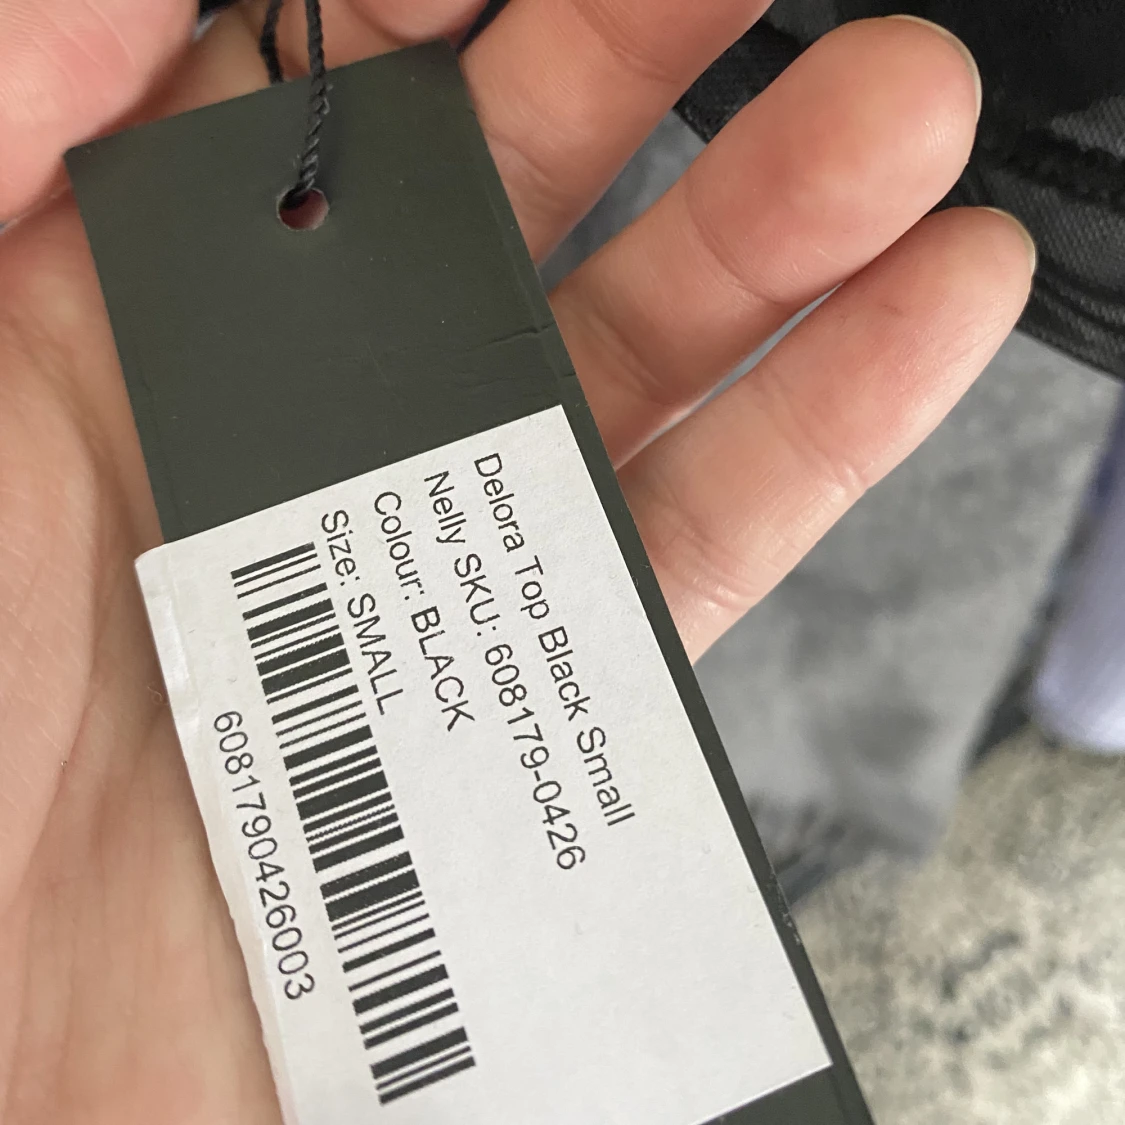 Delora Top Black Small
Nelly SKU: 608179-0426
Colour: BLACK
Size: SMALL
6081790426003